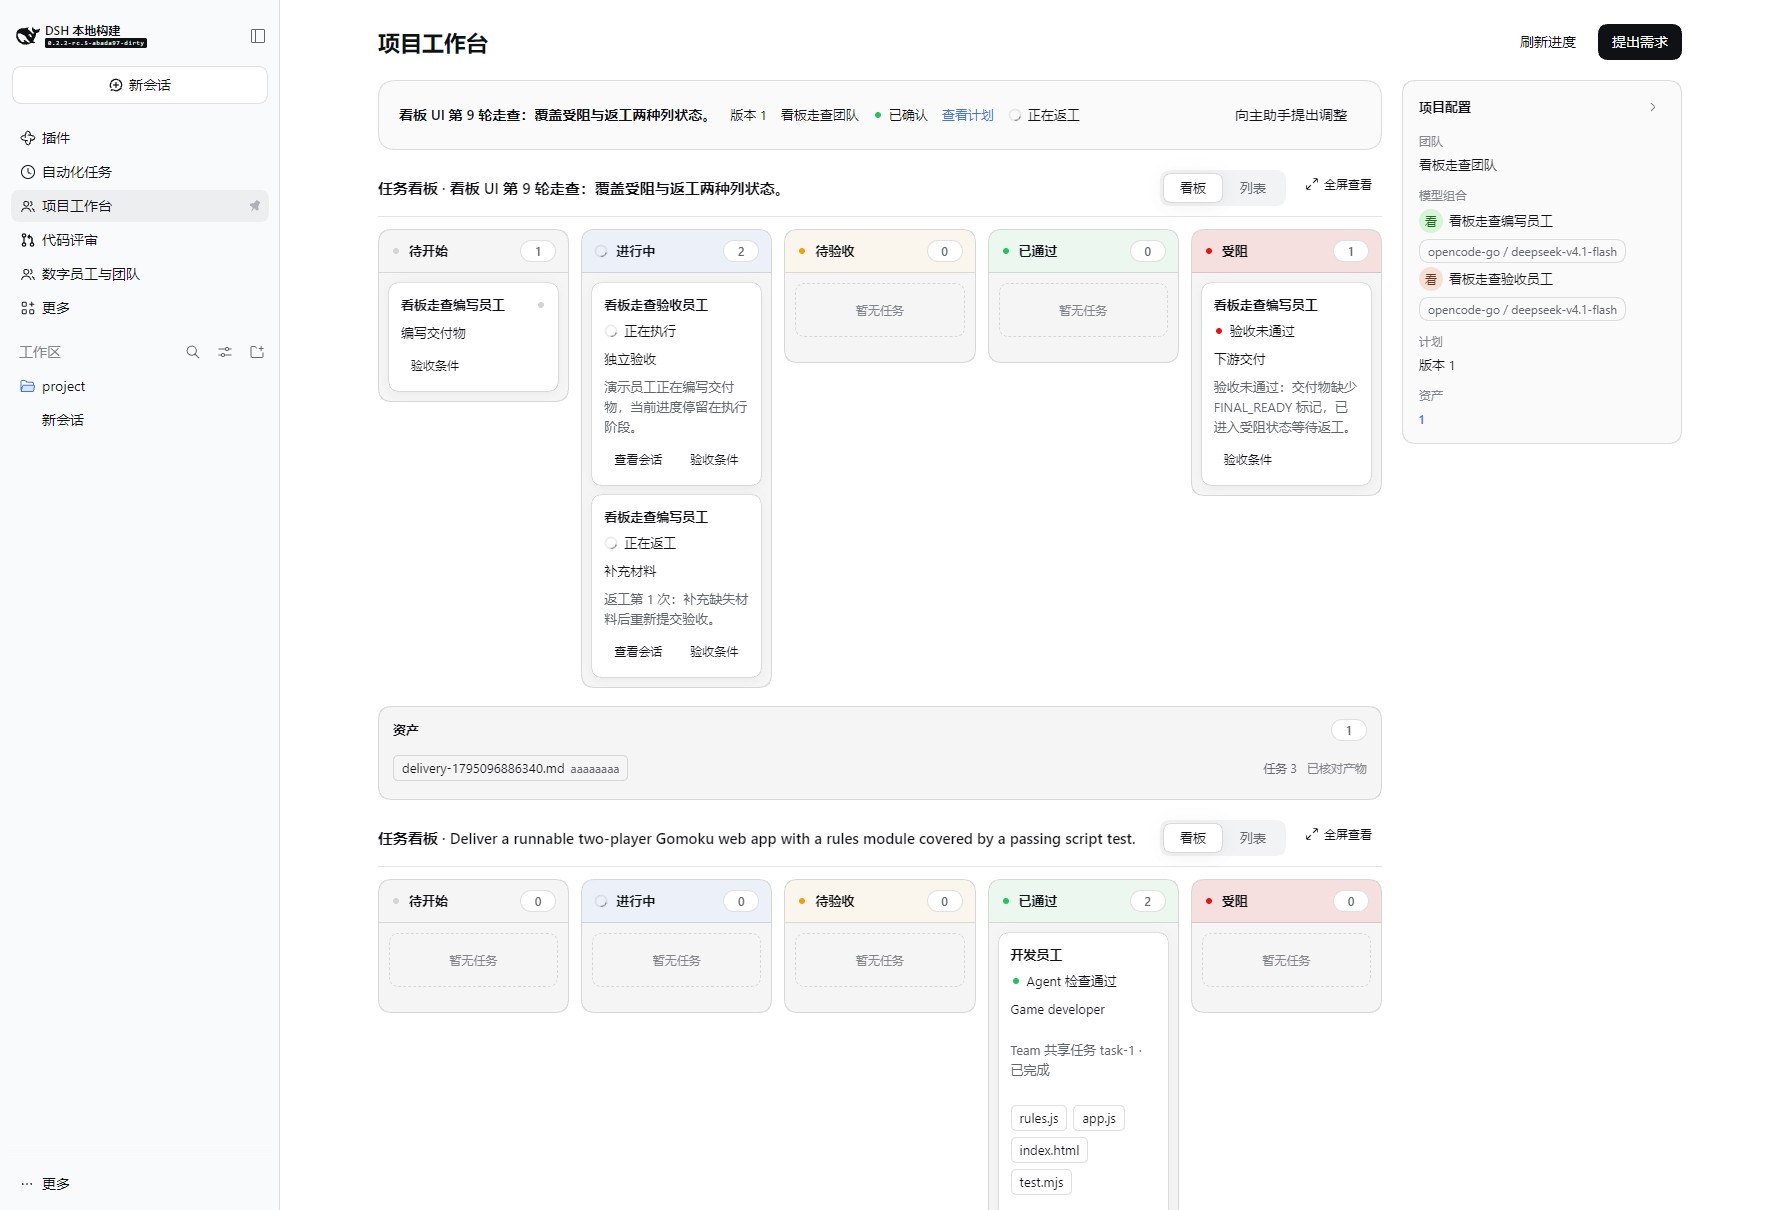 DSH 本地构建
0.3.2-rc.5-abada97-dirty
新会话
插件
自动化任务
项目工作台
代码评审
数字员工与团队
更多
工作区
project
新会话
更多
项目工作台
刷新进度
提出需求
看板 UI 第 9 轮走查：覆盖受阻与返工两种列状态。 版本 1 看板走查团队 已确认 查看计划 正在返工 向主助手提出调整
任务看板 · 看板 UI 第 9 轮走查：覆盖受阻与返工两种列状态。
看板 列表 全屏查看
待开始 1
看板走查编写员工
编写交付物
验收条件
进行中 2
看板走查验收员工
正在执行
独立验收
演示员工正在编写交付
物，当前进度停留在执行
阶段。
查看会话 验收条件
看板走查编写员工
正在返工
补充材料
返工第 1 次：补充缺失材
料后重新提交验收。
查看会话 验收条件
待验收 0
暂无任务
已通过 0
暂无任务
受阻 1
看板走查编写员工
验收未通过
下游交付
验收未通过：交付物缺少
FINAL_READY 标记，已
进入受阻状态等待返工。
验收条件
资产 1
delivery-1795096886340.md aaaaaaaa 任务 3 已核对产物
任务看板 · Deliver a runnable two-player Gomoku web app with a rules module covered by a passing script test.
看板 列表 全屏查看
待开始 0
暂无任务
进行中 0
暂无任务
待验收 0
暂无任务
已通过 2
开发员工
Agent 检查通过
Game developer
Team 共享任务 task-1 ·
已完成
rules.js app.js
index.html
test.mjs
受阻 0
暂无任务
项目配置
团队
看板走查团队
模型组合
看 看板走查编写员工
opencode-go / deepseek-v4.1-flash
看 看板走查验收员工
opencode-go / deepseek-v4.1-flash
计划
版本 1
资产
1